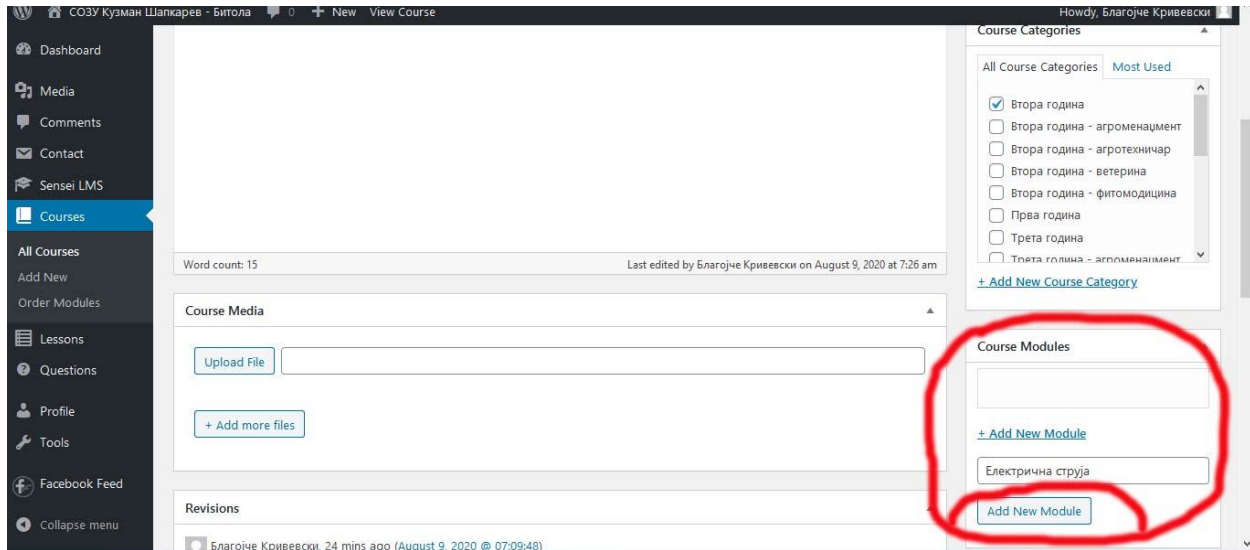 СОЗУ Кузман Шапкарев - Битола 0 + New View Course Howdy, Благојче Кривевски
Dashboard
Media
Comments
Contact
Sensei LMS
Courses
All Courses
Add New
Order Modules
Lessons
Questions
Profile
Tools
Facebook Feed
Collapse menu
Word count: 15 Last edited by Благојче Кривевски on August 9, 2020 at 7:26 am
Course Media
Upload File
+ Add more files
Revisions
Благојче Кривевски, 24 mins ago (August 9, 2020 @ 07:09:48)
Course Categories
All Course Categories Most Used
Втора година
Втора година - агроменаџмент
Втора година - агротехничар
Втора година - ветерина
Втора година - фитомодицина
Прва година
Трета година
Трета година - агроменаџмент
+ Add New Course Category
Course Modules
+ Add New Module
Електрична струја
Add New Module